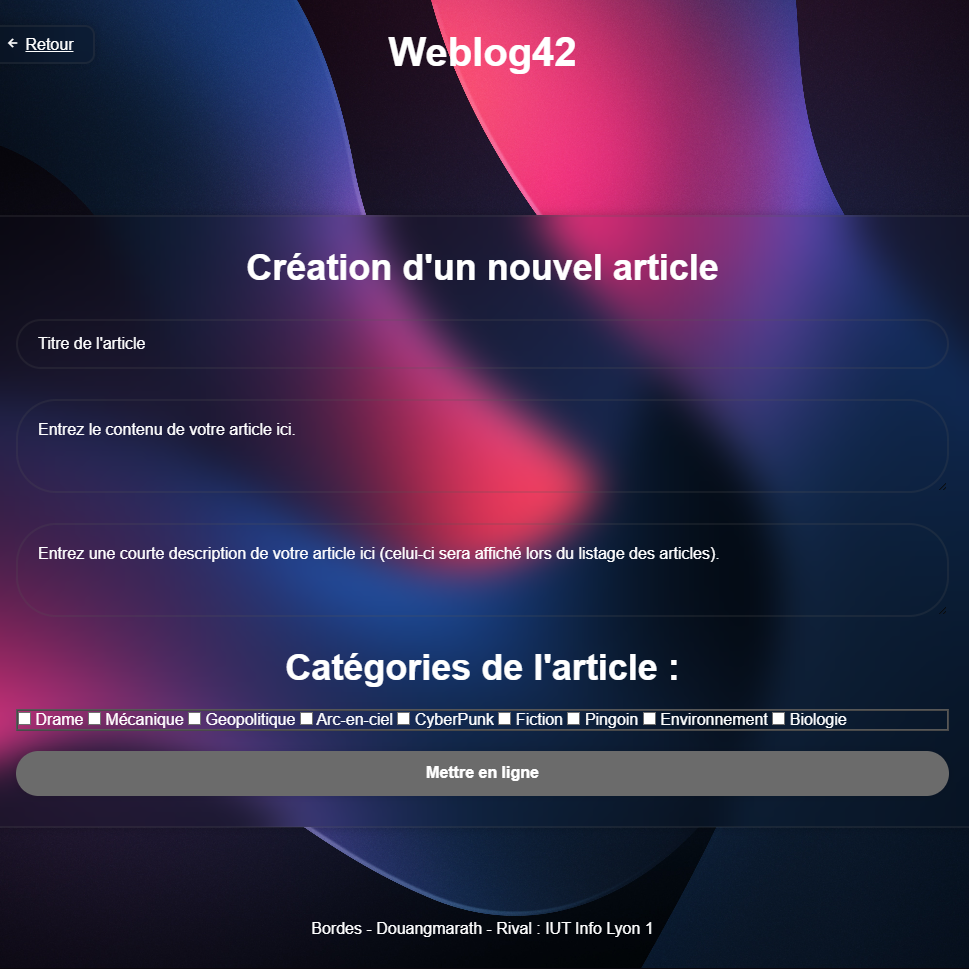 Retour
Weblog42
Création d'un nouvel article
Titre de l'article
Entrez le contenu de votre article ici.
Entrez une courte description de votre article ici (celui-ci sera affiché lors du listage des articles).
Catégories de l'article :
Drame Mécanique Geopolitique Arc-en-ciel CyberPunk Fiction Pingoin Environnement Biologie
Mettre en ligne
Bordes - Douangmarath - Rival : IUT Info Lyon 1